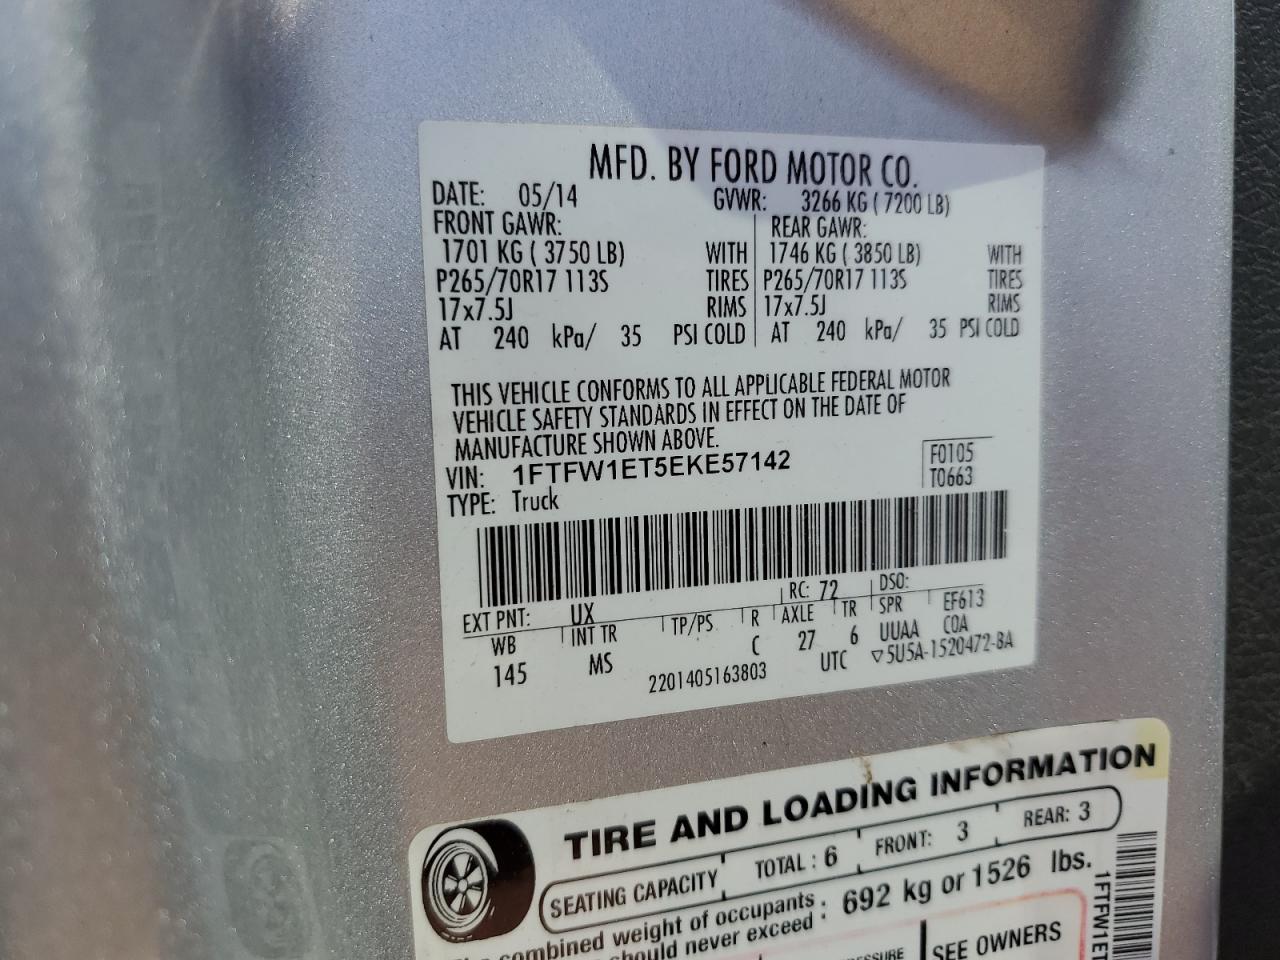 MFD. BY FORD MOTOR CO.
DATE: 05/14 GVWR: 3266 KG ( 7200 LB)
FRONT GAWR: REAR GAWR:
1701 KG ( 3750 LB) WITH 1746 KG ( 3850 LB) WITH
P265/70R17 113S TIRES P265/70R17 113S TIRES
17x7.5J RIMS 17x7.5J RIMS
AT 240 kPa/ 35 PSI COLD AT 240 kPa/ 35 PSI COLD
THIS VEHICLE CONFORMS TO ALL APPLICABLE FEDERAL MOTOR
VEHICLE SAFETY STANDARDS IN EFFECT ON THE DATE OF
MANUFACTURE SHOWN ABOVE.
VIN: 1FTFW1ET5EKE57142 F0105
TYPE: Truck T0663
EXT PNT: UX RC: 72 DSO:
WB INT TR TP/PS R AXLE TR SPR EF613
145 MS C 27 6 UUAA COA
2201405163803 UTC ▽5U5A-1520472-BA
TIRE AND LOADING INFORMATION
SEATING CAPACITY TOTAL : 6 FRONT: 3 REAR: 3
combined weight of occupants
should never exceed : 692 kg or 1526 lbs.
SEE OWNERS
1FTFW1ET